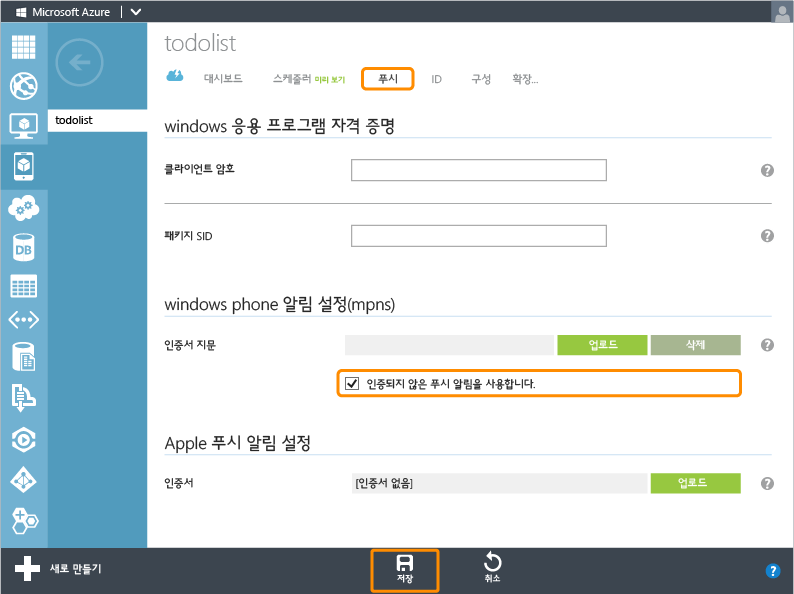 Microsoft Azure
todolist
대시보드 스케줄러 미리 보기 푸시 ID 구성 확장...
todolist
windows 응용 프로그램 자격 증명
클라이언트 암호
패키지 SID
windows phone 알림 설정(mpns)
인증서 지문 업로드 삭제
인증되지 않은 푸시 알림을 사용합니다.
Apple 푸시 알림 설정
인증서 [인증서 없음] 업로드
DB
새로 만들기 저장 취소